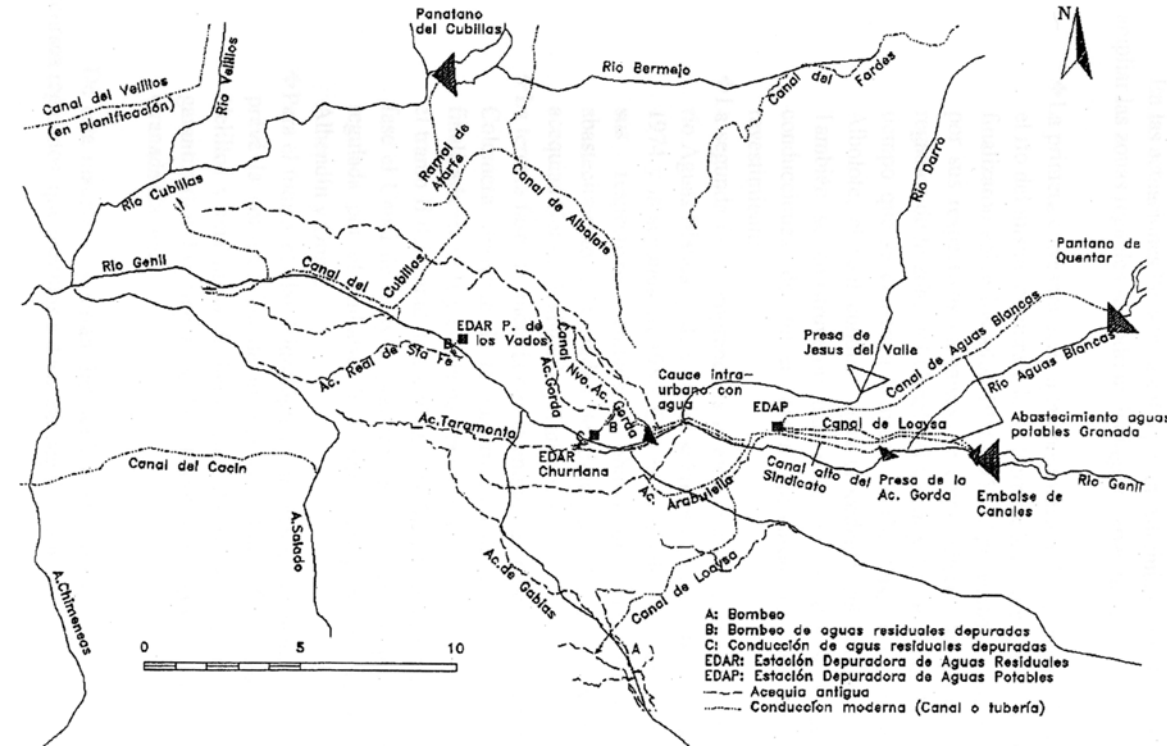 Panatano
del Cubillas
N
Rio Bermejo
Canal del Fardes
Rio Velillos
Canal del Velillos
(en planificación)
Ramal de
Atarfe
Rio Darro
Rio Cubillas
Canal de Albolote
Pantano de
Quentar
Rio Genil
Canal del Cubillas
EDAR P. de
los Vados
B
Presa de
Jesus del Valle
Canal de Aguas Blancas
Rio Aguas Blancas
Ac. Real de Sta Fe
Ac.Gorda
Canal Nvo. Ac. Gorda
Cauce intra-
urbano con
agua
EDAP
B
C
Canal de Loaysa
Abastecimiento aguas
potables Granada
Ac.Taramonta
EDAR
Churriana
Canal alto del
Sindicato
Presa de la
Ac. Gorda
Rio Genil
Embalse de
Canales
Canal del Cacin
Ac. Arabuleila
A.Salado
A.Chimeneas
Ac.de Gabias
Canal de Loaysa
A
A: Bombeo
B: Bombeo de aguas residuales depuradas
C: Conducción de agus residuales depuradas
EDAR: Estación Depuradora de Aguas Residuales
EDAP: Estación Depuradora de Aguas Potables
Acequia antigua
Conduccion moderna (Canal o tubería)
0 5 10